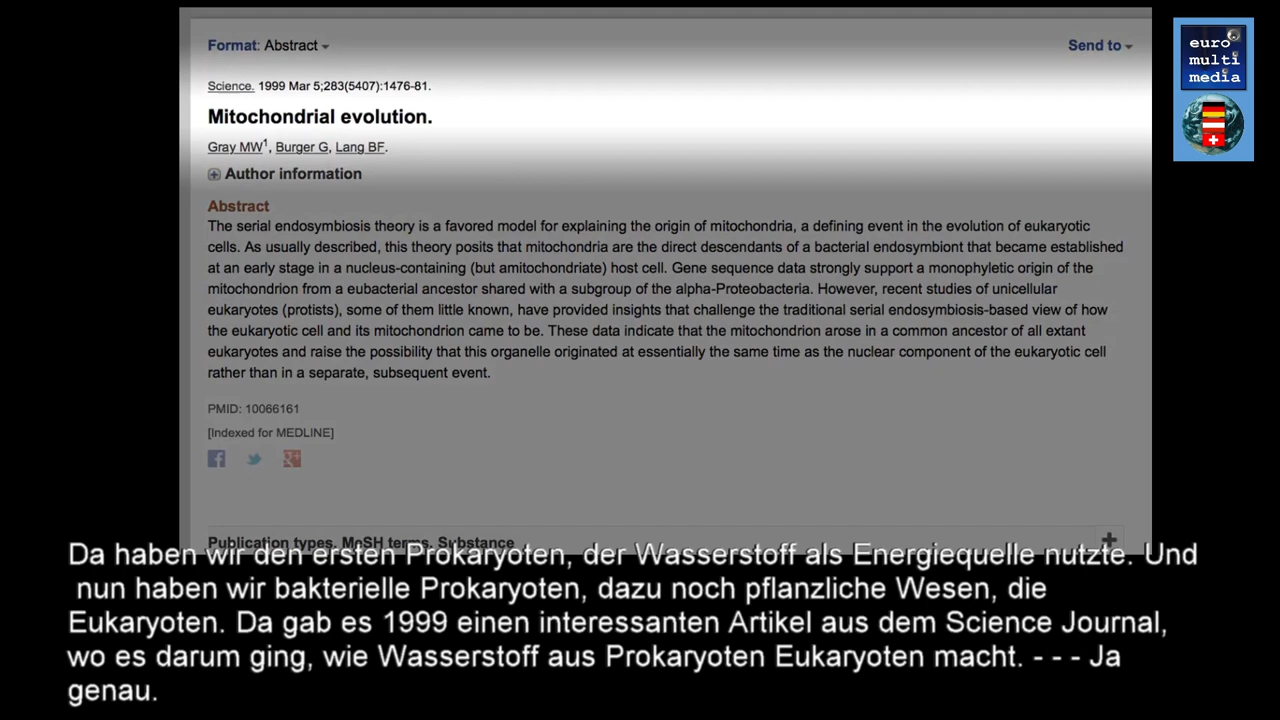 Format: Abstract
Send to
Science. 1999 Mar 5;283(5407):1476-81.
Mitochondrial evolution.
Gray MW1, Burger G, Lang BF.
Author information
Abstract
The serial endosymbiosis theory is a favored model for explaining the origin of mitochondria, a defining event in the evolution of eukaryotic
cells. As usually described, this theory posits that mitochondria are the direct descendants of a bacterial endosymbiont that became established
at an early stage in a nucleus-containing (but amitochondriate) host cell. Gene sequence data strongly support a monophyletic origin of the
mitochondrion from a eubacterial ancestor shared with a subgroup of the alpha-Proteobacteria. However, recent studies of unicellular
eukaryotes (protists), some of them little known, have provided insights that challenge the traditional serial endosymbiosis-based view of how
the eukaryotic cell and its mitochondrion came to be. These data indicate that the mitochondrion arose in a common ancestor of all extant
eukaryotes and raise the possibility that this organelle originated at essentially the same time as the nuclear component of the eukaryotic cell
rather than in a separate, subsequent event.
PMID: 10066161
[Indexed for MEDLINE]
Publication types, MeSH terms, Substance
Da haben wir den ersten Prokaryoten, der Wasserstoff als Energiequelle nutzte. Und
nun haben wir bakterielle Prokaryoten, dazu noch pflanzliche Wesen, die
Eukaryoten. Da gab es 1999 einen interessanten Artikel aus dem Science Journal,
wo es darum ging, wie Wasserstoff aus Prokaryoten Eukaryoten macht. - - - Ja
genau.
euro
multi
media